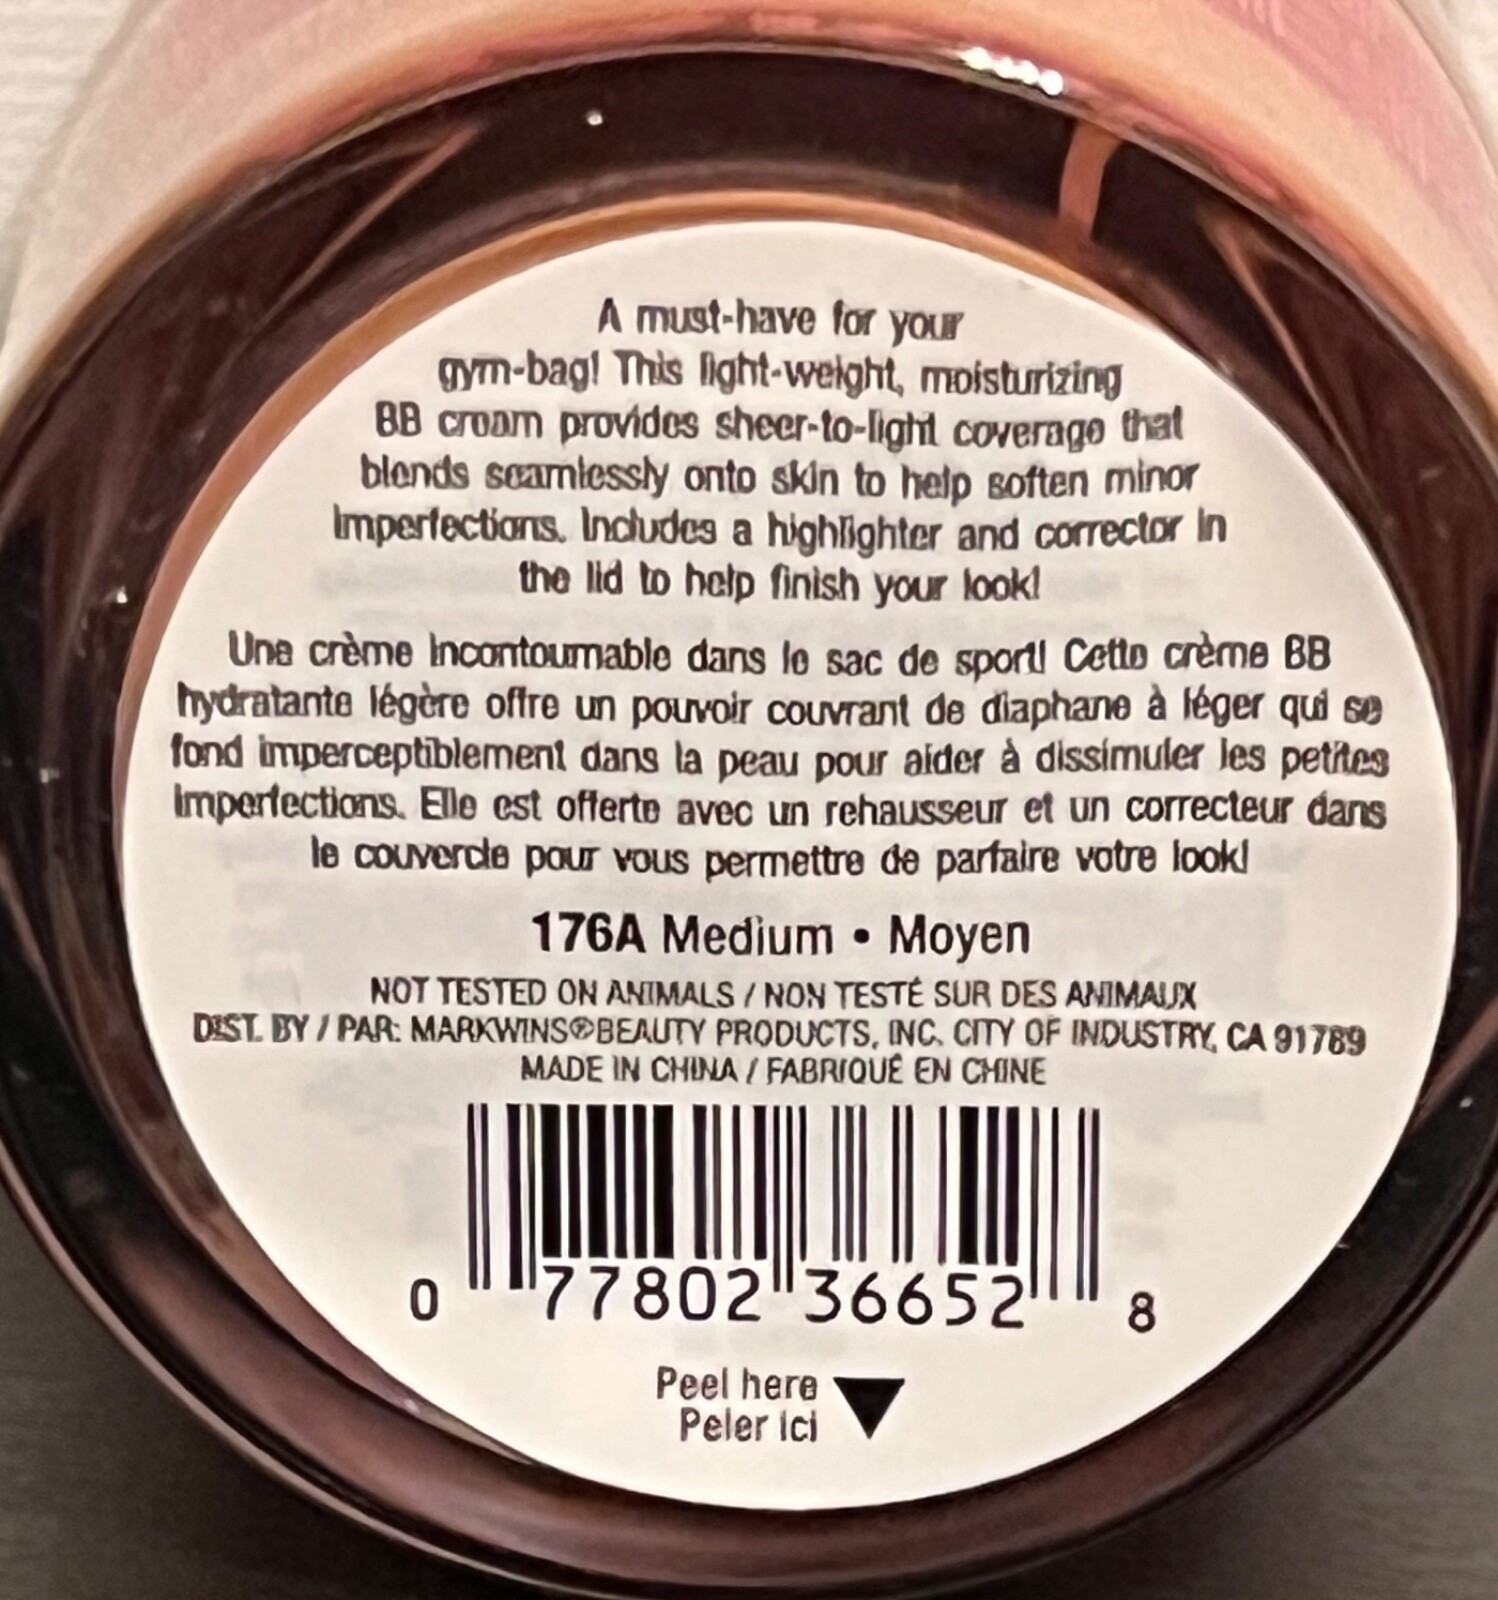 A must-have for your
gym-bag! This light-weight, moisturizing
BB cream provides sheer-to-light coverage that
blends seamlessly onto skin to help soften minor
imperfections. Includes a highlighter and corrector in
the lid to help finish your look!
Une crème incontournable dans le sac de sport! Cette crème BB
hydratante légère offre un pouvoir couvrant de diaphane à léger qui se
fond imperceptiblement dans la peau pour aider à dissimuler les petites
imperfections. Elle est offerte avec un rehausseur et un correcteur dans
le couvercle pour vous permettre de parfaire votre look!
176A Medium • Moyen
NOT TESTED ON ANIMALS / NON TESTÉ SUR DES ANIMAUX
DIST. BY / PAR: MARKWINS® BEAUTY PRODUCTS, INC. CITY OF INDUSTRY, CA 91789
MADE IN CHINA / FABRIQUÉ EN CHINE
0 77802 36652 8
Peel here
Peler ici